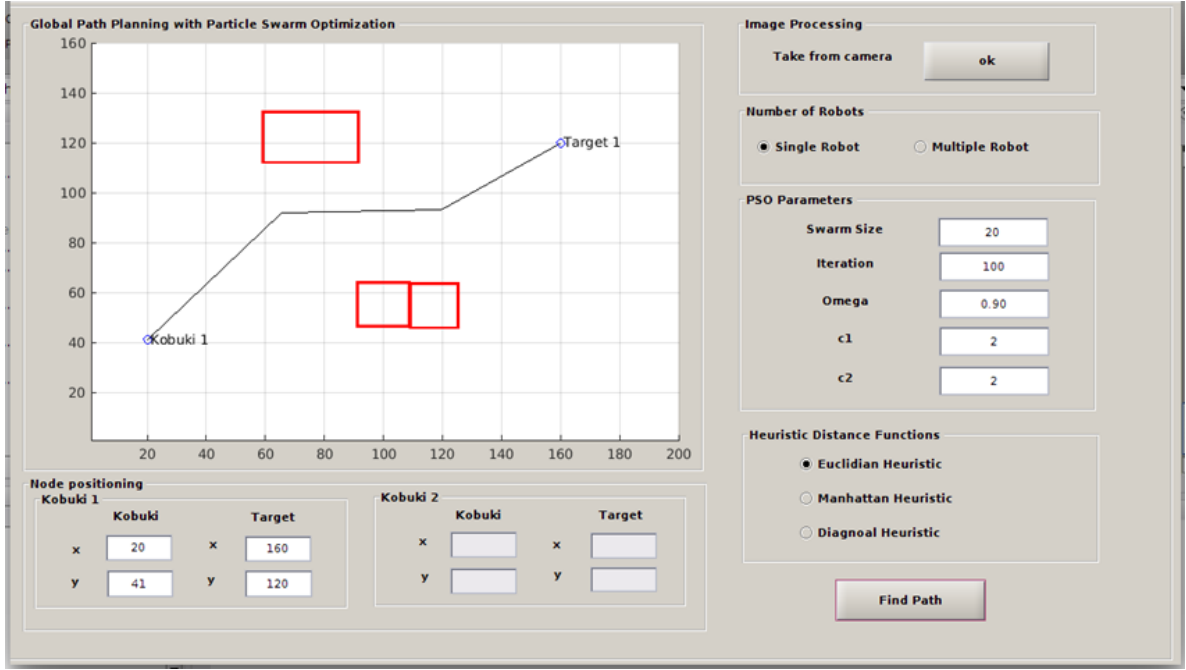 Global Path Planning with Particle Swarm Optimization
160
140
120
100
80
60
40
20
20 40 60 80 100 120 140 160 180 200
Target 1
Kobuki 1
Node positioning
Kobuki 1
Kobuki Target
x 20 x 160
y 41 y 120
Kobuki 2
Kobuki Target
x x
y y
Image Processing
Take from camera ok
Number of Robots
Single Robot Multiple Robot
PSO Parameters
Swarm Size 20
Iteration 100
Omega 0.90
c1 2
c2 2
Heuristic Distance Functions
Euclidian Heuristic
Manhattan Heuristic
Diagnoal Heuristic
Find Path